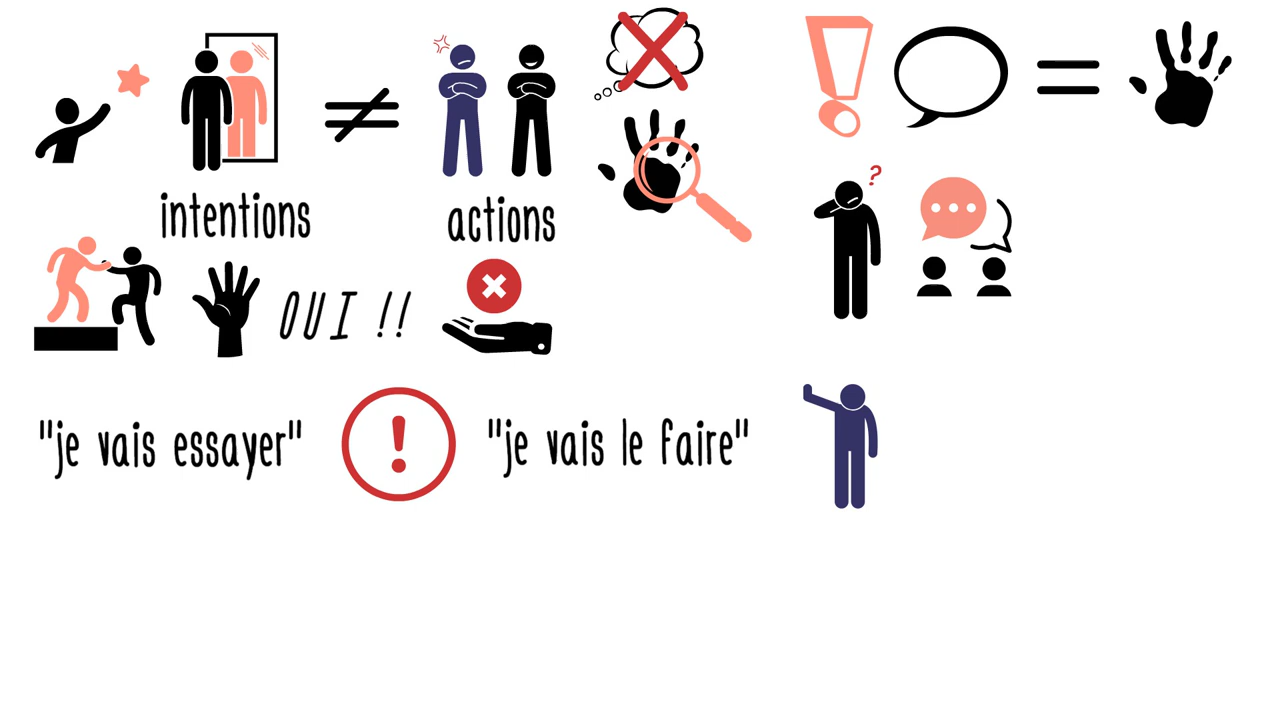 intentions
actions
OUI !!
"je vais essayer"
!
"je vais le faire"
?